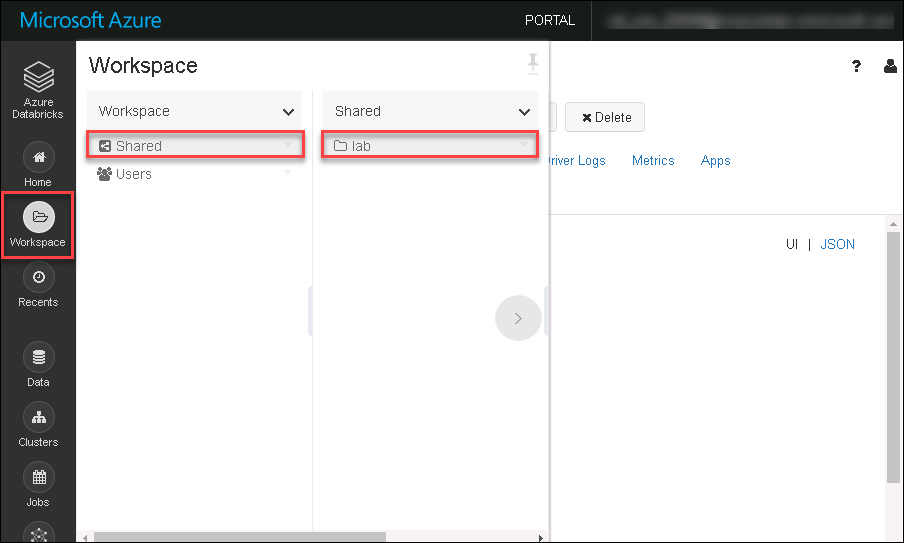 Microsoft Azure
PORTAL
Azure
Databricks
Home
Workspace
Recents
Data
Clusters
Jobs
Workspace
Workspace
Shared
Users
Shared
lab
?
Delete
Driver Logs
Metrics
Apps
UI | JSON